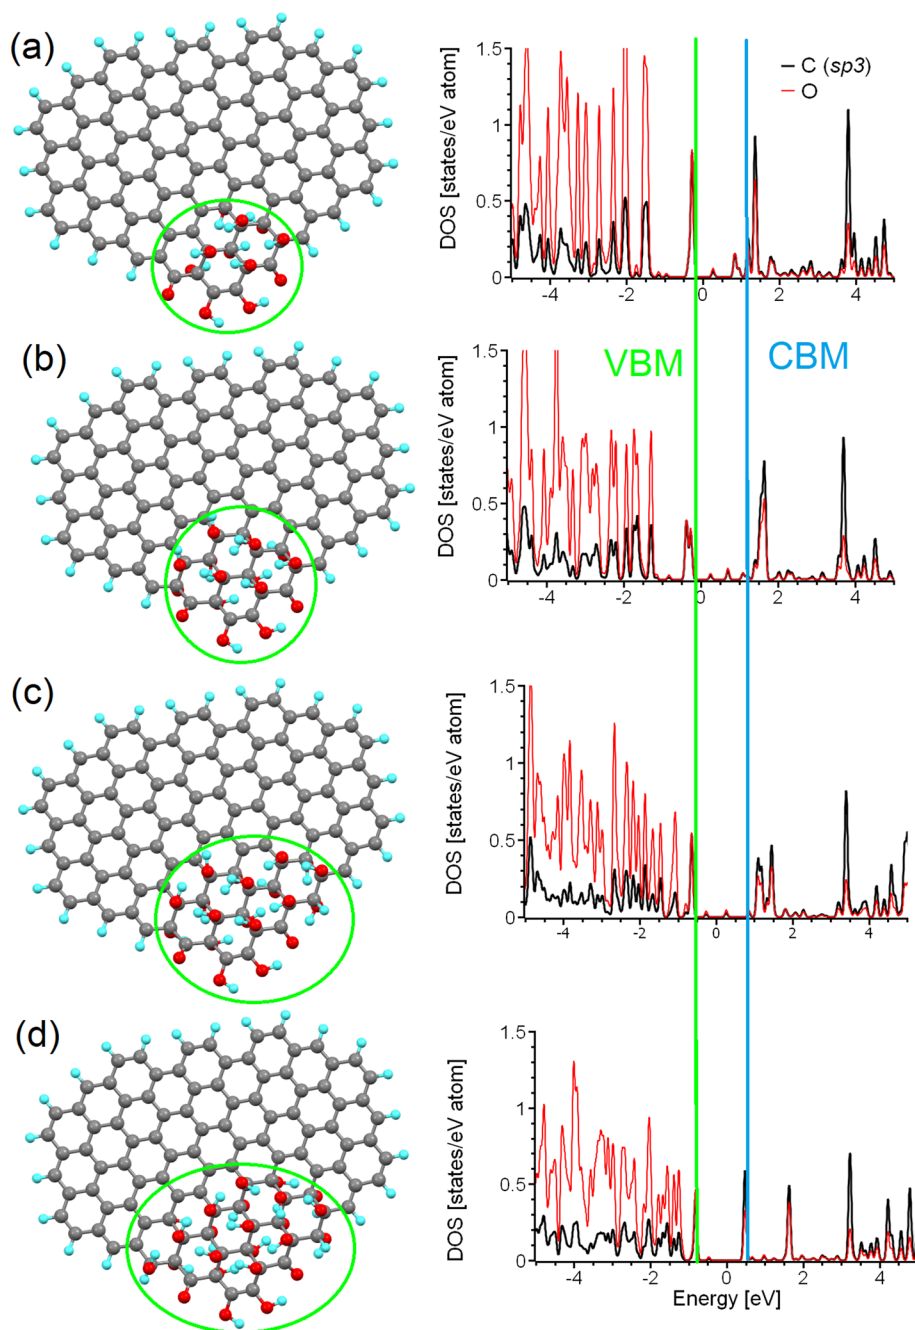 (a)
1.5
1
0.5
0
DOS [states/eV atom]
C (sp3)
O
-4 -2 0 2 4
(b)
1.5
1
0.5
0
DOS [states/eV atom]
VBM CBM
-4 -2 0 2 4
(c)
1.5
1
0.5
0
DOS [states/eV atom]
-4 -2 0 2 4
(d)
1.5
1
0.5
0
DOS [states/eV atom]
-4 -2 0 2 4
Energy [eV]